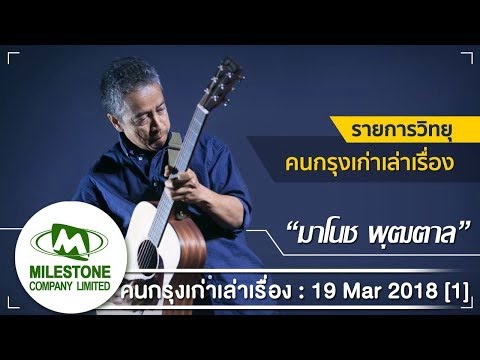 รายการวิทยุ
คนกรุงเก่าเล่าเรื่อง
“มาโนช พุฒตาล”
M
MILESTONE
COMPANY LIMITED
คนกรุงเก่าเล่าเรื่อง : 19 Mar 2018 [1]